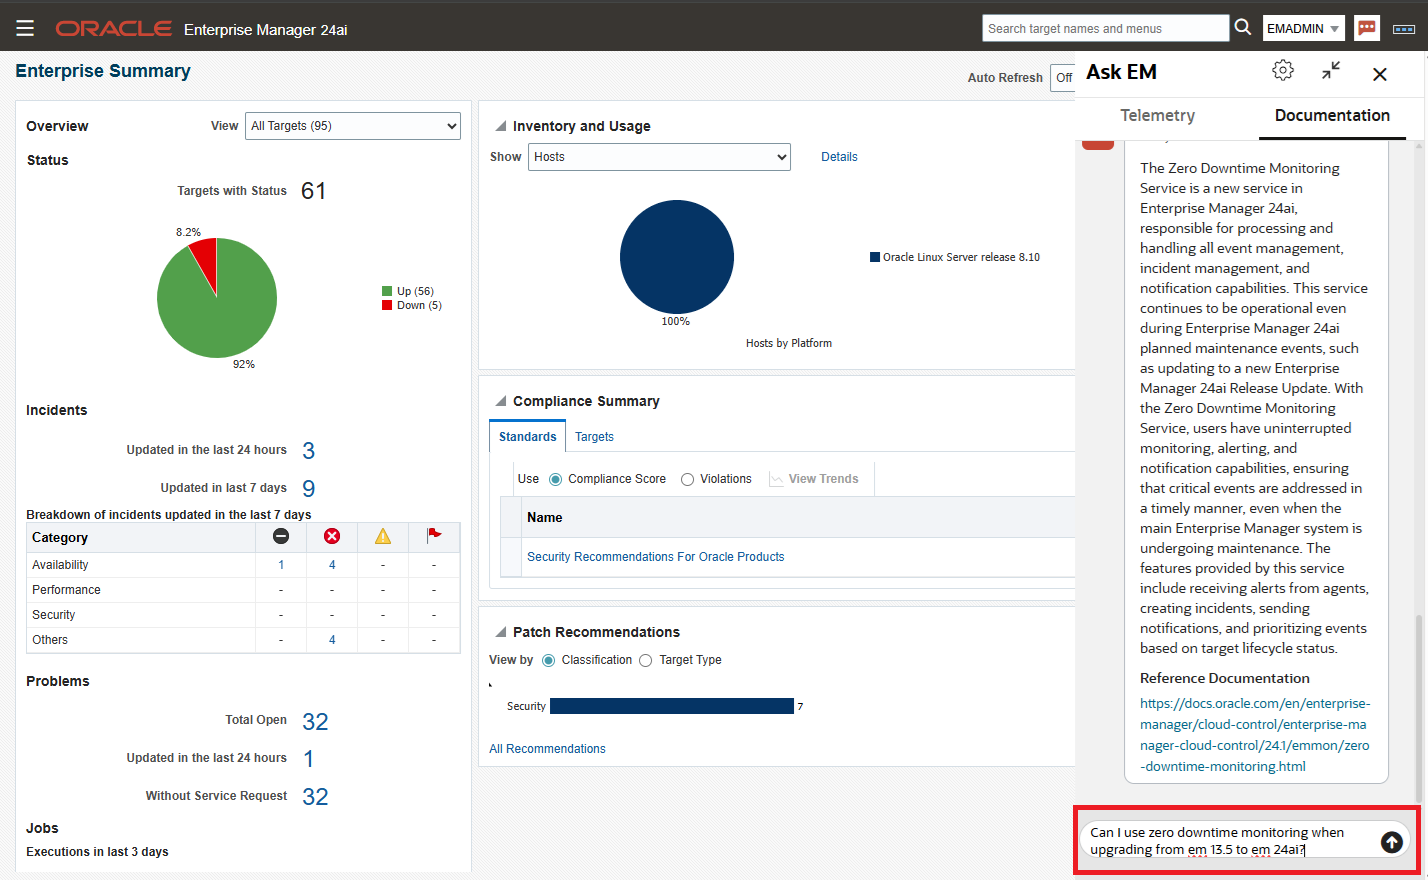 ORACLE Enterprise Manager 24ai
Search target names and menus
EMADMIN
Enterprise Summary
Auto Refresh Off
Overview
View All Targets (95)
Status
Targets with Status 61
8.2%
92%
Up (56)
Down (5)
Incidents
Updated in the last 24 hours 3
Updated in last 7 days 9
Breakdown of incidents updated in the last 7 days
Category
Availability 1 4 - -
Performance - - - -
Security - - - -
Others - 4 - -
Problems
Total Open 32
Updated in the last 24 hours 1
Without Service Request 32
Jobs
Executions in last 3 days
Inventory and Usage
Show Hosts Details
Oracle Linux Server release 8.10
100%
Hosts by Platform
Compliance Summary
Standards Targets
Use Compliance Score Violations View Trends
Name
Security Recommendations For Oracle Products
Patch Recommendations
View by Classification Target Type
Security 7
All Recommendations
Ask EM
Telemetry Documentation
The Zero Downtime Monitoring
Service is a new service in
Enterprise Manager 24ai,
responsible for processing and
handling all event management,
incident management, and
notification capabilities. This service
continues to be operational even
during Enterprise Manager 24ai
planned maintenance events, such
as updating to a new Enterprise
Manager 24ai Release Update. With
the Zero Downtime Monitoring
Service, users have uninterrupted
monitoring, alerting, and
notification capabilities, ensuring
that critical events are addressed in
a timely manner, even when the
main Enterprise Manager system is
undergoing maintenance. The
features provided by this service
include receiving alerts from agents,
creating incidents, sending
notifications, and prioritizing events
based on target lifecycle status.
Reference Documentation
https://docs.oracle.com/en/enterprise-
manager/cloud-control/enterprise-ma
nager-cloud-control/24.1/emmon/zero
-downtime-monitoring.html
Can I use zero downtime monitoring when
upgrading from em 13.5 to em 24ai?